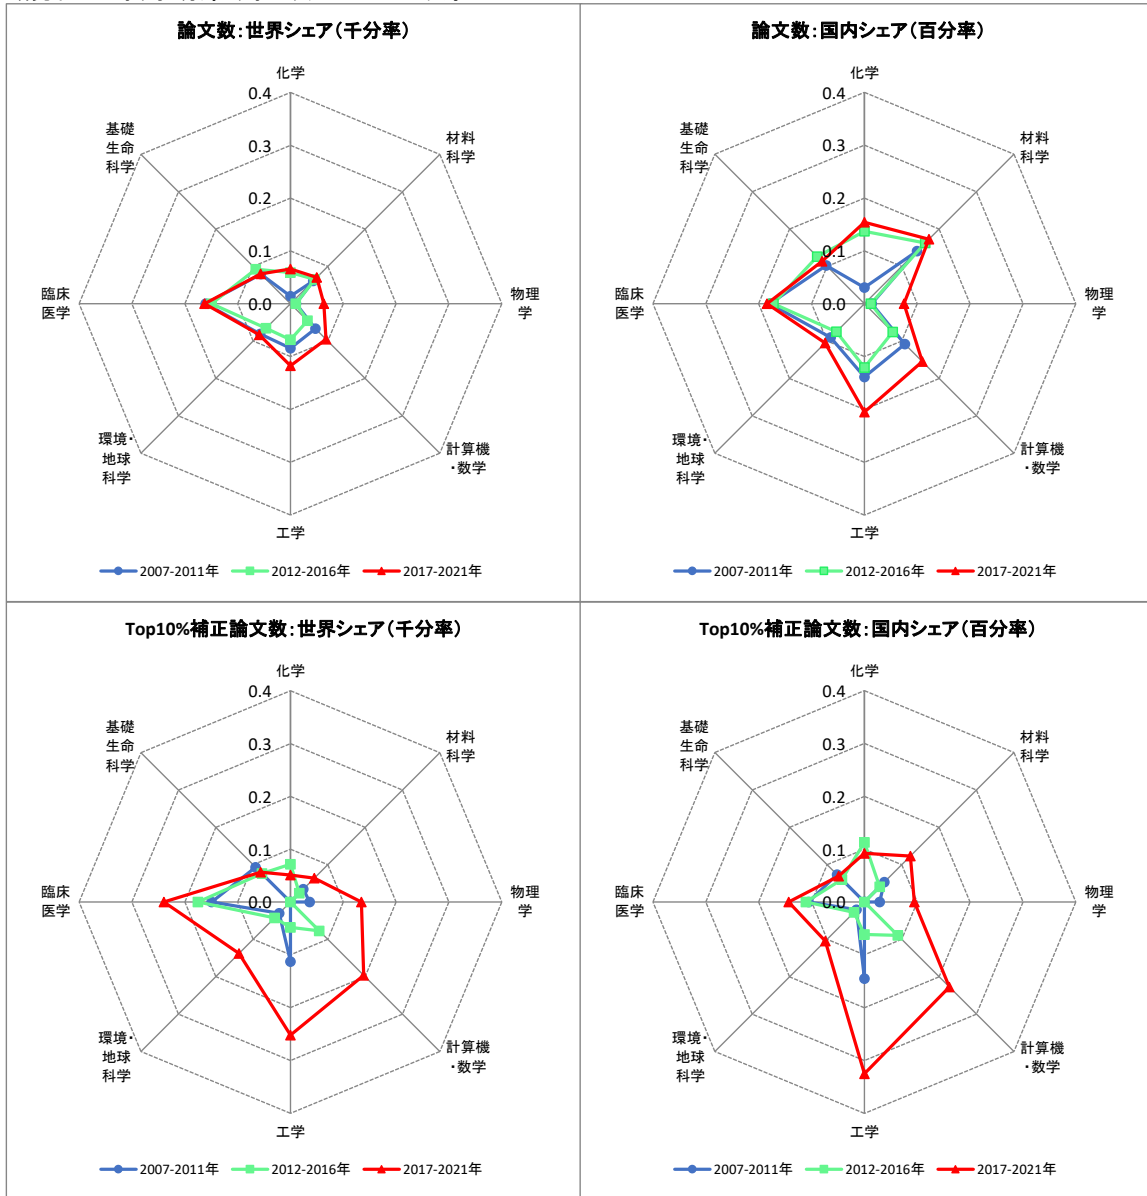 論文数：世界シェア（千分率）
化学
0.4
0.3
0.2
0.1
0.0
材料
科学
物理
学
計算機
・数学
工学
環境・
地球
科学
臨床
医学
基礎
生命
科学
2007-2011年
2012-2016年
2017-2021年
論文数：国内シェア（百分率）
化学
0.4
0.3
0.2
0.1
0.0
材料
科学
物理
学
計算機
・数学
工学
環境・
地球
科学
臨床
医学
基礎
生命
科学
2007-2011年
2012-2016年
2017-2021年
Top10%補正論文数：世界シェア（千分率）
化学
0.4
0.3
0.2
0.1
0.0
材料
科学
物理
学
計算機
・数学
工学
環境・
地球
科学
臨床
医学
基礎
生命
科学
2007-2011年
2012-2016年
2017-2021年
Top10%補正論文数：国内シェア（百分率）
化学
0.4
0.3
0.2
0.1
0.0
材料
科学
物理
学
計算機
・数学
工学
環境・
地球
科学
臨床
医学
基礎
生命
科学
2007-2011年
2012-2016年
2017-2021年